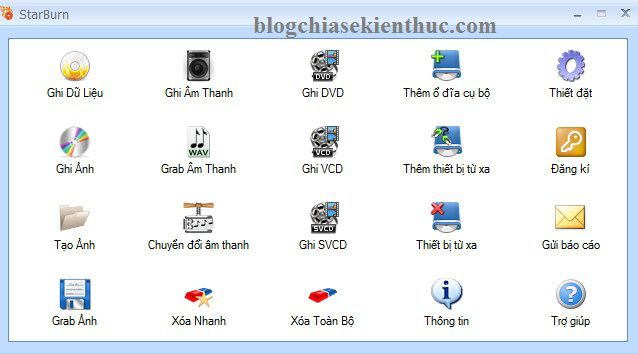 StarBurn
blogchiasekienthuc.com
Ghi Dữ Liệu
Ghi Âm Thanh
Ghi DVD
Thêm ổ đĩa cục bộ
Thiết đặt
Ghi Ảnh
Grab Âm Thanh
Ghi VCD
Thêm thiết bị từ xa
Đăng kí
Tạo Ảnh
Chuyển đổi âm thanh
Ghi SVCD
Thiết bị từ xa
Gửi báo cáo
Grab Ảnh
Xóa Nhanh
Xóa Toàn Bộ
Thông tin
Trợ giúp
DVD
WAV
VCD
SVCD